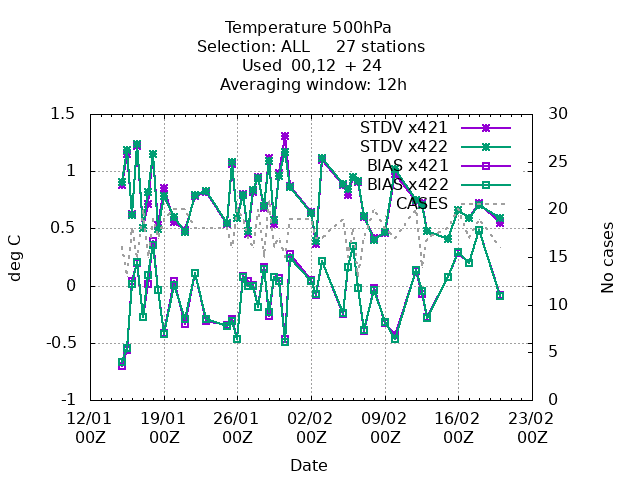 Temperature 500hPa
Selection: ALL 27 stations
Used 00,12 + 24
Averaging window: 12h
1.5
1
0.5
0
-0.5
-1
deg C
30
25
20
15
10
5
0
No cases
STDV x421
STDV x422
BIAS x421
BIAS x422
CASES
12/01 19/01 26/01 02/02 09/02 16/02 23/02
00Z 00Z 00Z 00Z 00Z 00Z 00Z
Date